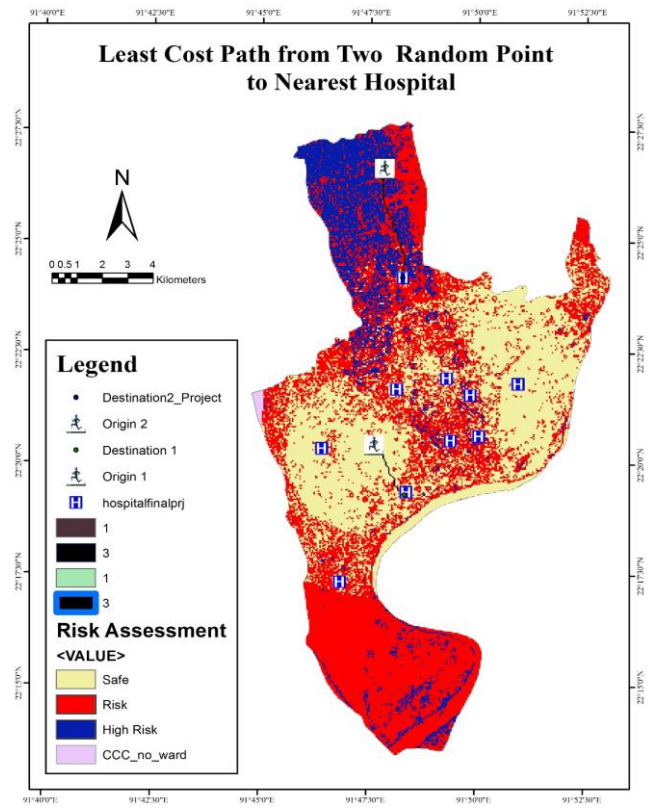 91°40'0"E 91°42'30"E 91°45'0"E 91°47'30"E 91°50'0"E 91°52'30"E
Least Cost Path from Two Random Point
to Nearest Hospital
22°27'30"N 22°27'30"N
N
22°25'0"N 22°25'0"N
0 0.5 1 2 3 4
Kilometers
H
22°22'30"N 22°22'30"N
H
H
H
H
H
H
H
22°20'0"N 22°20'0"N
H
22°17'30"N 22°17'30"N
H
22°15'0"N 22°15'0"N
Legend
Destination2_Project
Origin 2
Destination 1
Origin 1
H hospitalfinalprj
1
3
1
3
Risk Assessment
<VALUE>
Safe
Risk
High Risk
CCC_no_ward
91°40'0"E 91°42'30"E 91°45'0"E 91°47'30"E 91°50'0"E 91°52'30"E